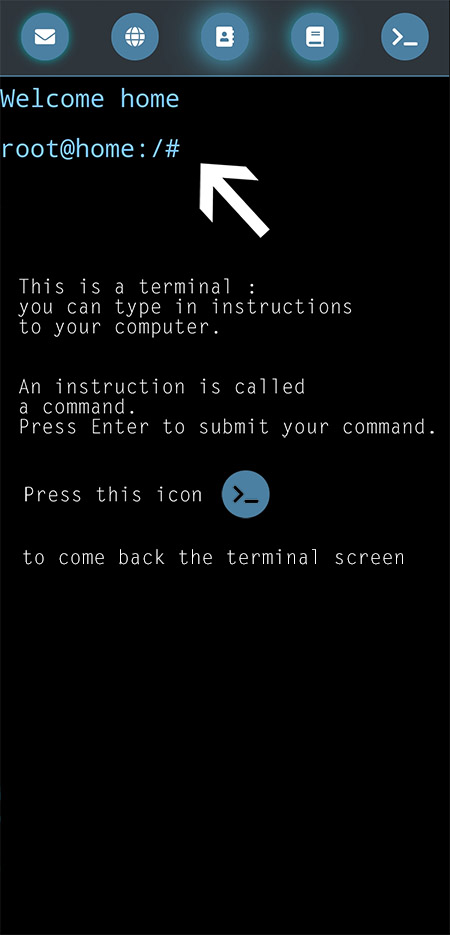 Welcome home
root@home:/#
This is a terminal :
you can type in instructions
to your computer.
An instruction is called
a command.
Press Enter to submit your command.
Press this icon >_
to come back the terminal screen